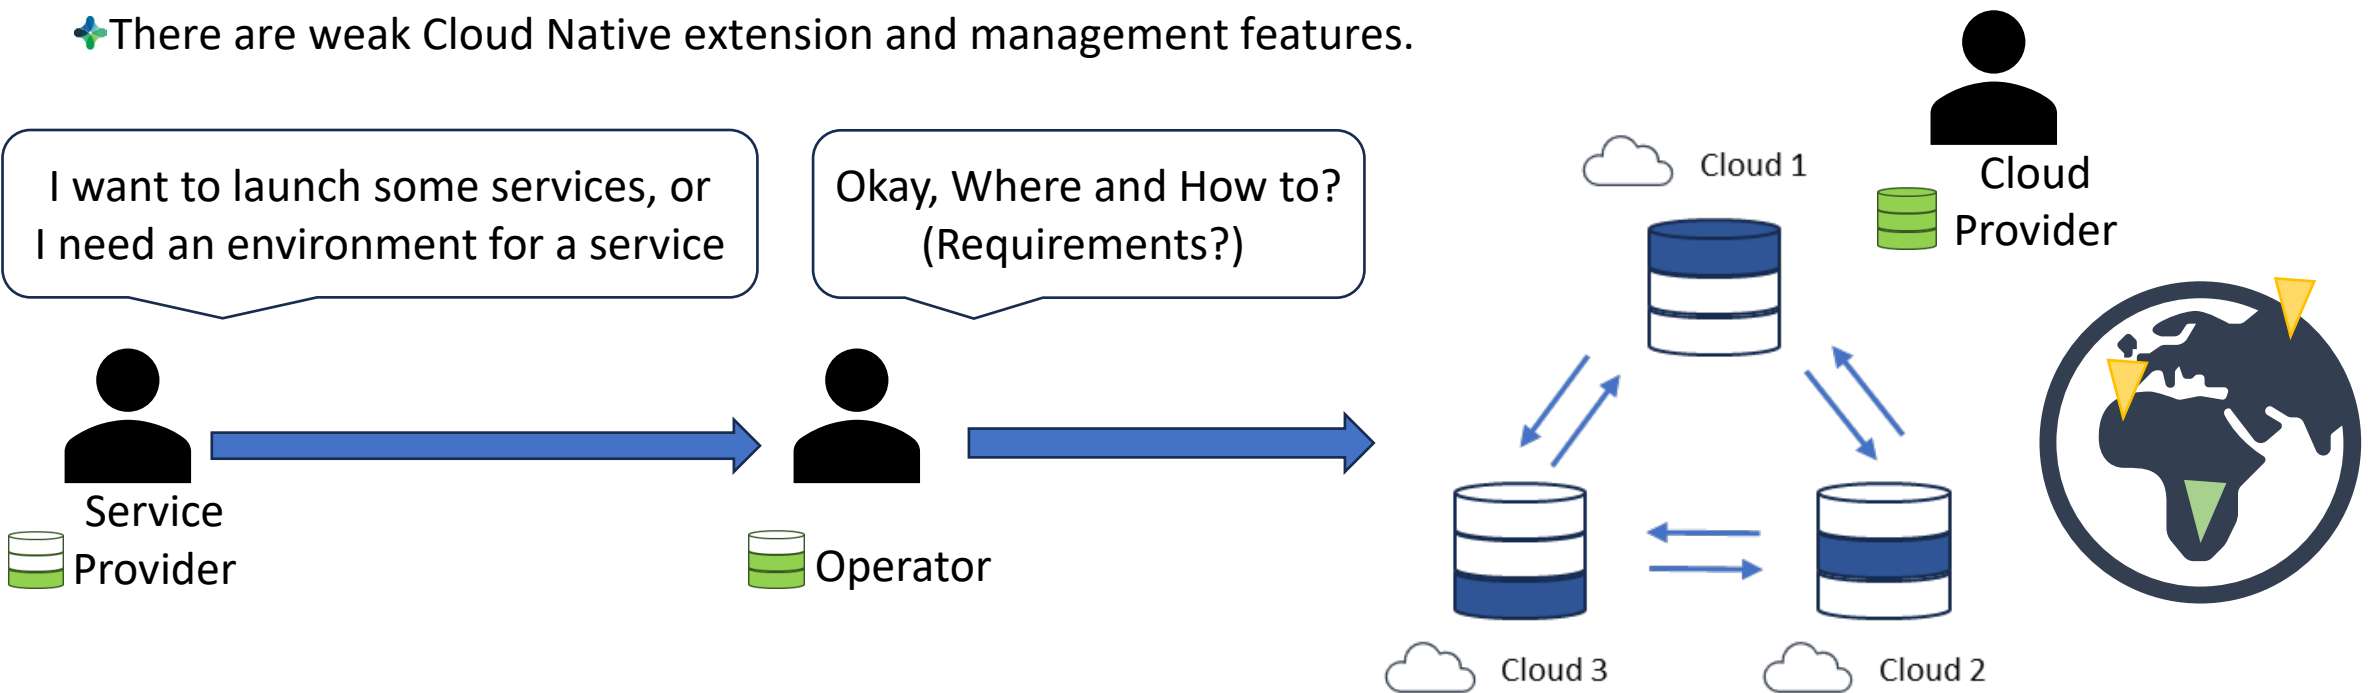 There are weak Cloud Native extension and management features.
I want to launch some services, or
I need an environment for a service
Okay, Where and How to?
(Requirements?)
Service
Provider
Operator
Cloud 1
Cloud
Provider
Cloud 3
Cloud 2